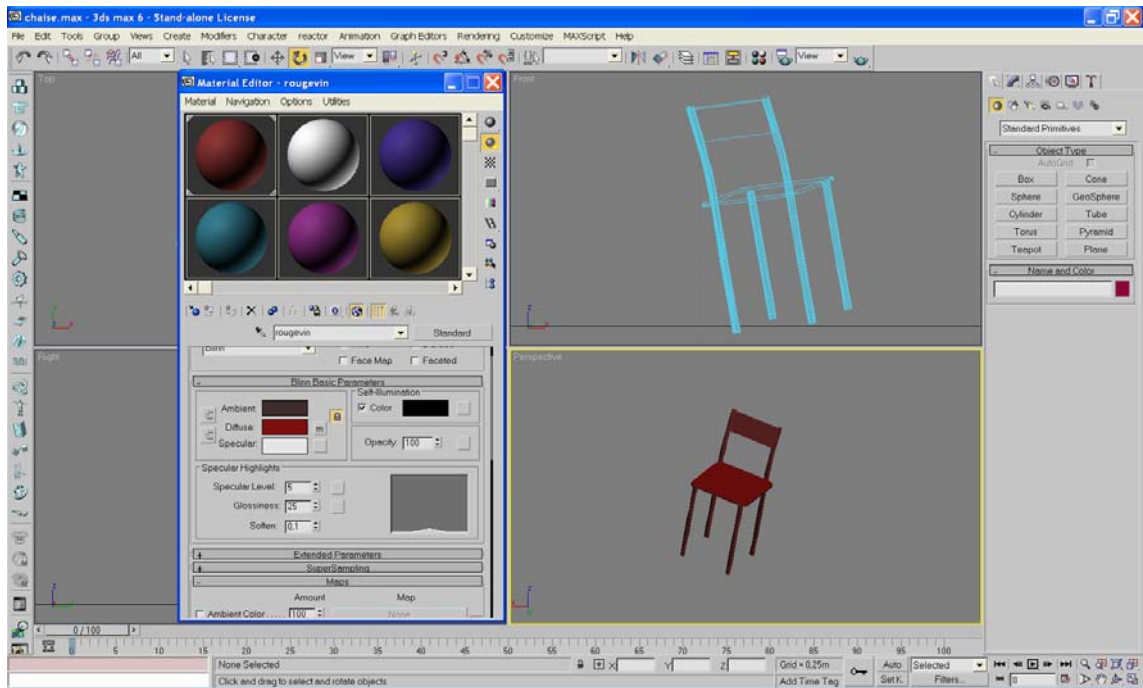 chaise.max - 3ds max 6 - Stand-alone License
File Edit Tools Group Views Create Modifiers Character reactor Animation Graph Editors Rendering Customize MAXScript Help
All View View
Top
Front
Material Editor - rougevin
Material Navigation Options Utilities
rougevin Standard
Blinn
Face Map Faceted
Blinn Basic Parameters
Self-Illumination
Ambient: Color
Diffuse: m
Specular: Opacity: 100
Specular Highlights
Specular Level: 5
Glossiness: 25
Soften: 0,1
Extended Parameters
SuperSampling
Maps
Amount Map
Ambient Color . . . . . 100 None
Right
Perspective
Standard Primitives
Object Type
AutoGrid
Box Cone
Sphere GeoSphere
Cylinder Tube
Torus Pyramid
Teapot Plane
Name and Color
0 / 100
0 5 10 15 20 25 30 35 40 45 50 55 60 65 70 75 80 85 90 95 100
None Selected X: Y: Z: Grid = 0,25m Auto Selected
Click and drag to select and rotate objects Add Time Tag Set K. Filters... 0